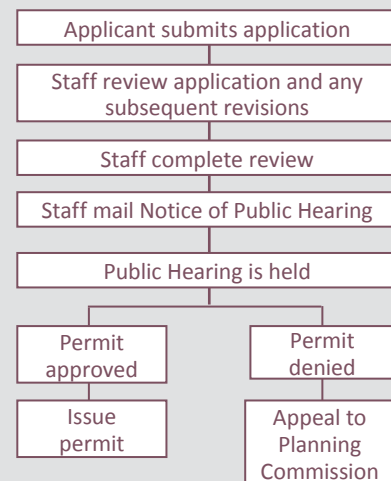 Applicant submits application
Staff review application and any
subsequent revisions
Staff complete review
Staff mail Notice of Public Hearing
Public Hearing is held
Permit
approved
Permit
denied
Issue
permit
Appeal to
Planning
Commission